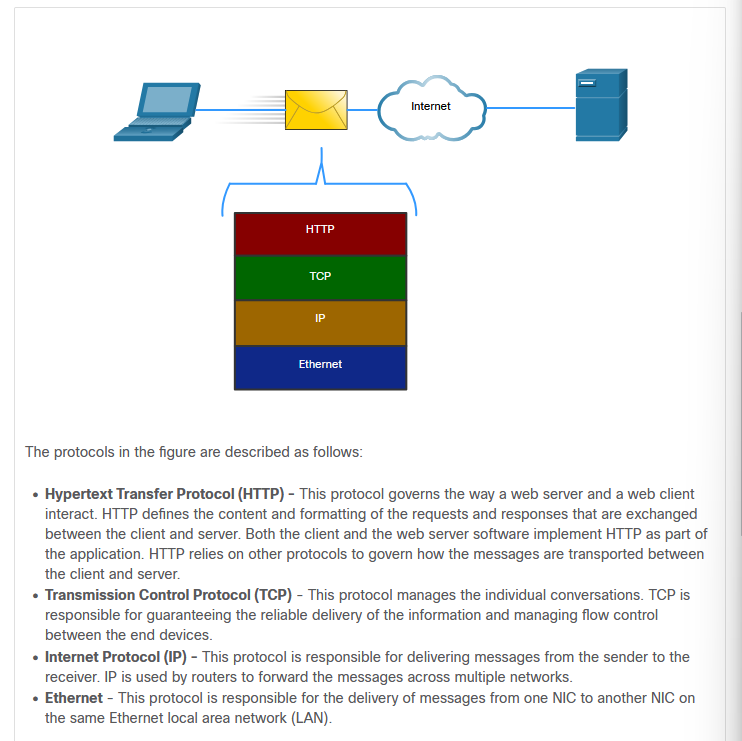 Internet
HTTP
TCP
IP
Ethernet
The protocols in the figure are described as follows:
• Hypertext Transfer Protocol (HTTP) - This protocol governs the way a web server and a web client
interact. HTTP defines the content and formatting of the requests and responses that are exchanged
between the client and server. Both the client and the web server software implement HTTP as part of
the application. HTTP relies on other protocols to govern how the messages are transported between
the client and server.
• Transmission Control Protocol (TCP) - This protocol manages the individual conversations. TCP is
responsible for guaranteeing the reliable delivery of the information and managing flow control
between the end devices.
• Internet Protocol (IP) - This protocol is responsible for delivering messages from the sender to the
receiver. IP is used by routers to forward the messages across multiple networks.
• Ethernet - This protocol is responsible for the delivery of messages from one NIC to another NIC on
the same Ethernet local area network (LAN).